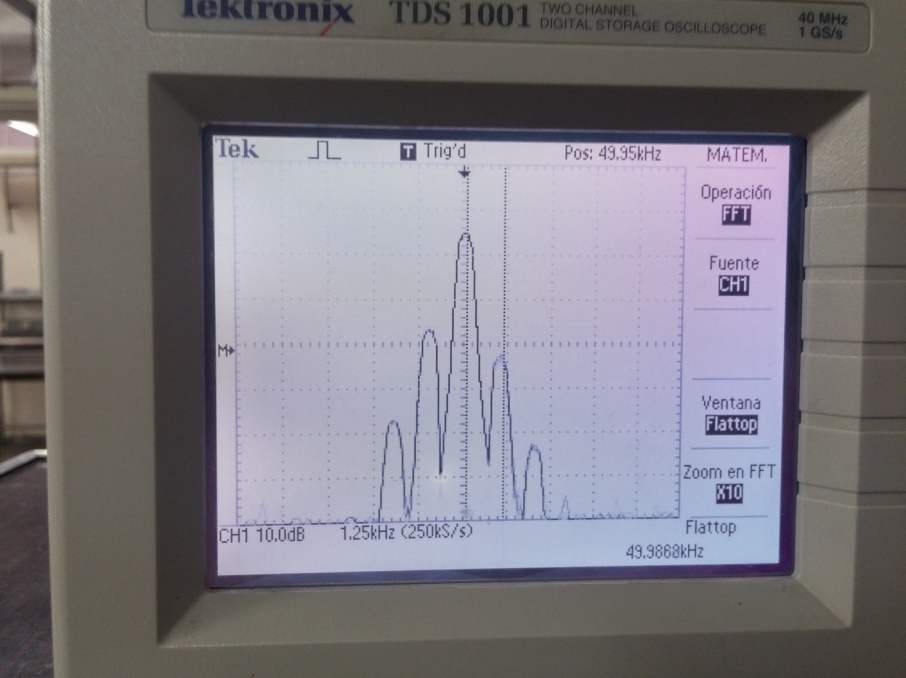 Tektronix TDS 1001 TWO CHANNEL DIGITAL STORAGE OSCILLOSCOPE
40 MHz
1 GS/s
Tek T Trig'd Pos: 49.95kHz MATEM.
Operación
FFT
Fuente
CH1
M
Ventana
Flattop
Zoom en FFT
X10
CH1 10.0dB 1.25kHz (250kS/s) Flattop
49.9868kHz